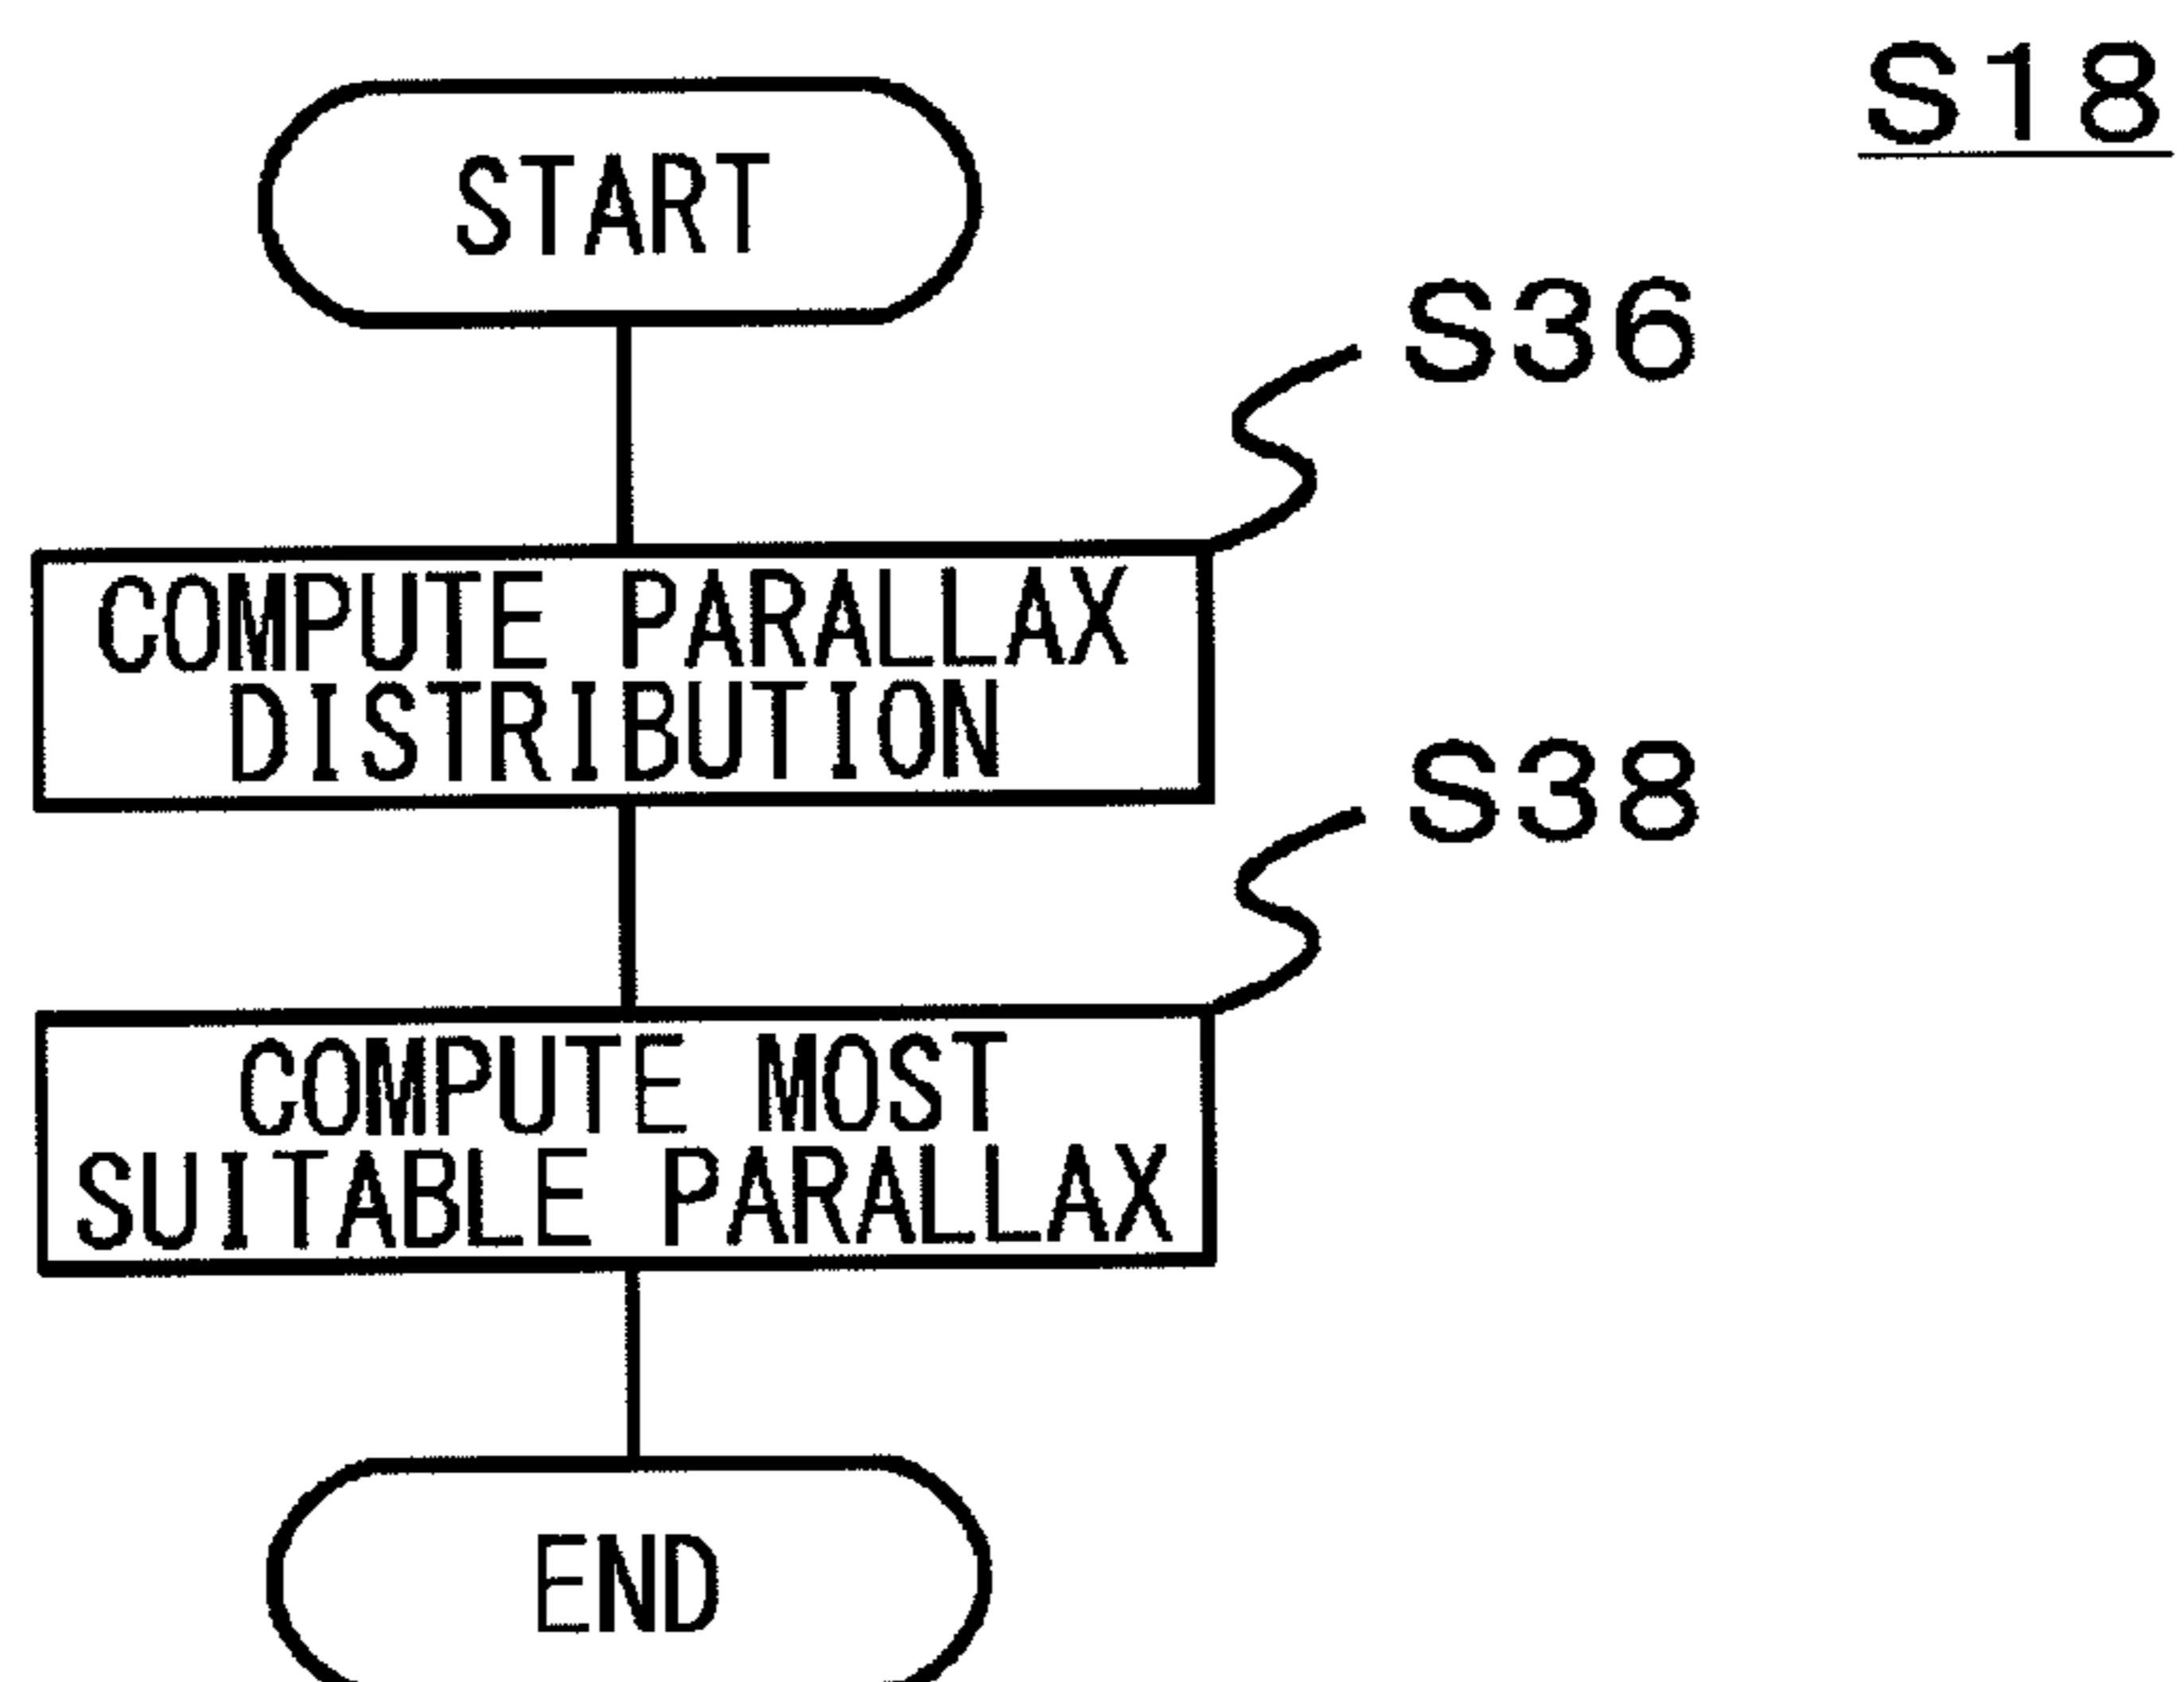 S18
START
S36
COMPUTE PARALLAX
DISTRIBUTION
S38
COMPUTE MOST
SUITABLE PARALLAX
END